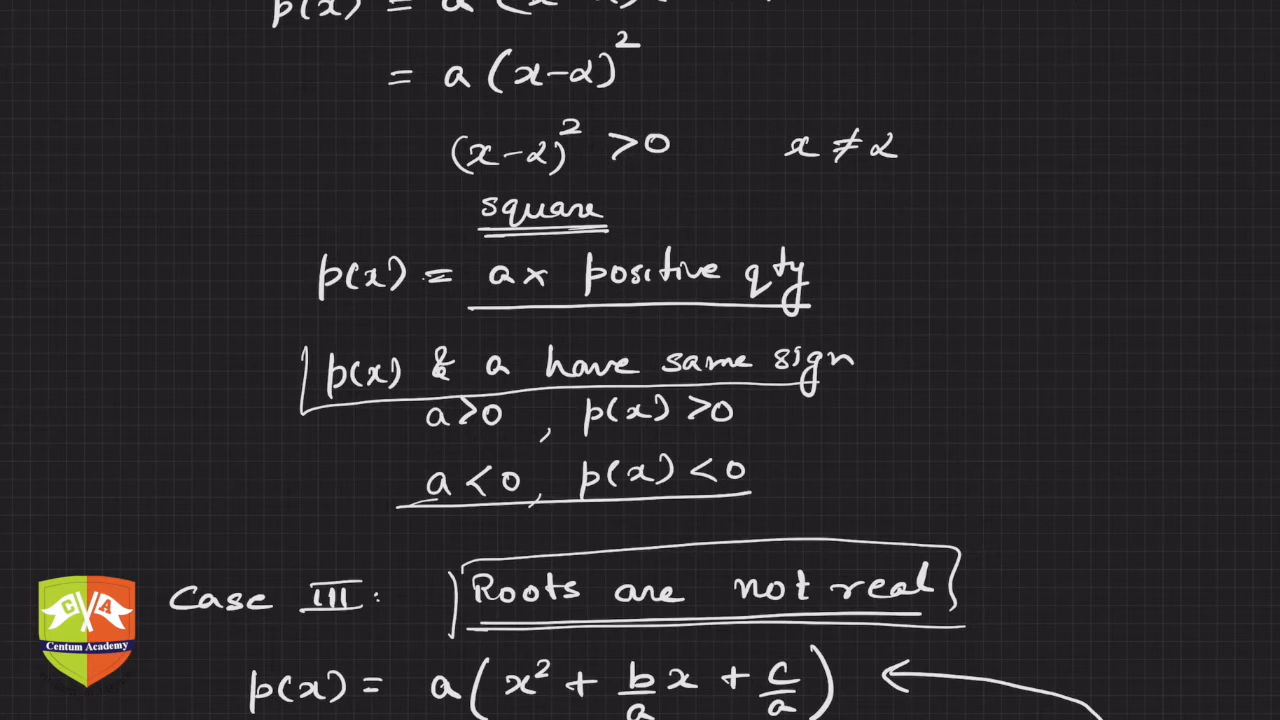 p(x) =
= a (x-α)²
(x-α)² >0 x ≠ α
square
p(x) = a x positive qty
p(x) & a have same sign
a>0 , p(x) >0
a <0 , p(x) <0
Case III : Roots are not real
p(x) = a ( x² + b/a x + c/a )
CA
Centum Academy